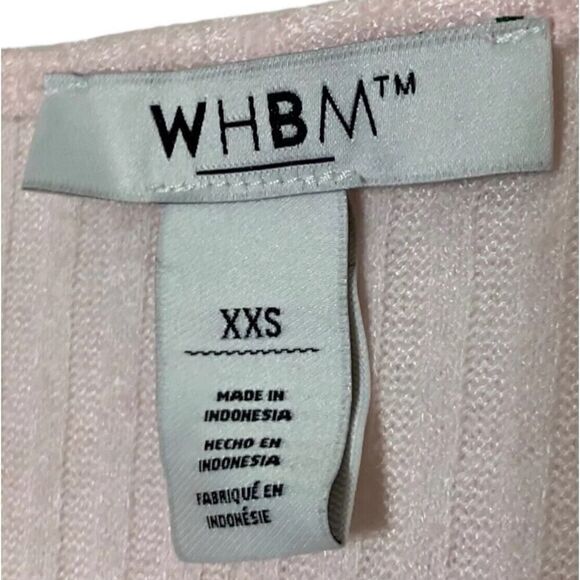 WHBM™
XXS
MADE IN
INDONESIA
HECHO EN
INDONESIA
FABRIQUÉ EN
INDONÉSIE